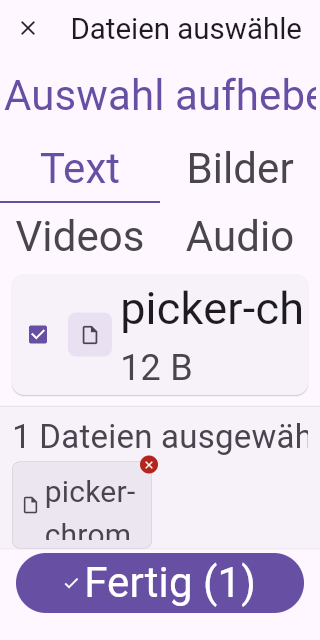 Dateien auswähle
Auswahl aufhebe
Text Bilder
Videos Audio
picker-ch
12 B
1 Dateien ausgewäh
picker-
chrom
Fertig (1)